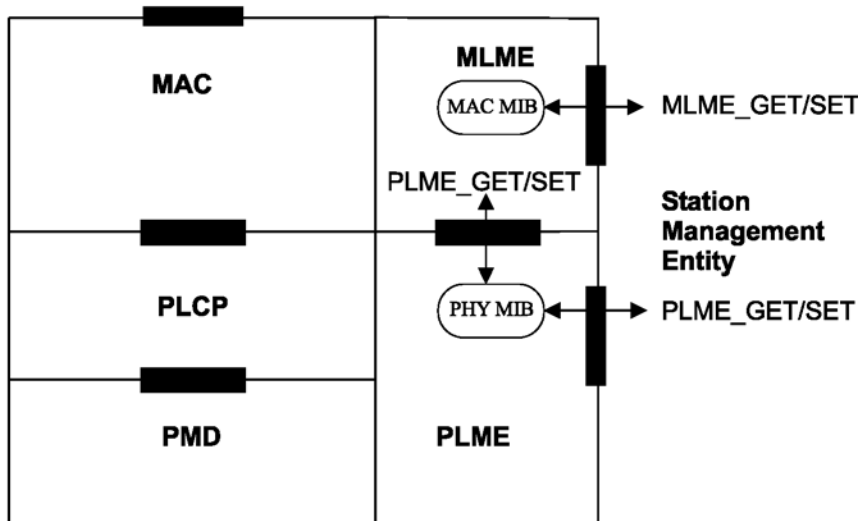 MLME
MAC
MAC MIB
MLME_GET/SET
PLME_GET/SET
Station
Management
Entity
PLCP
PHY MIB
PLME_GET/SET
PMD
PLME